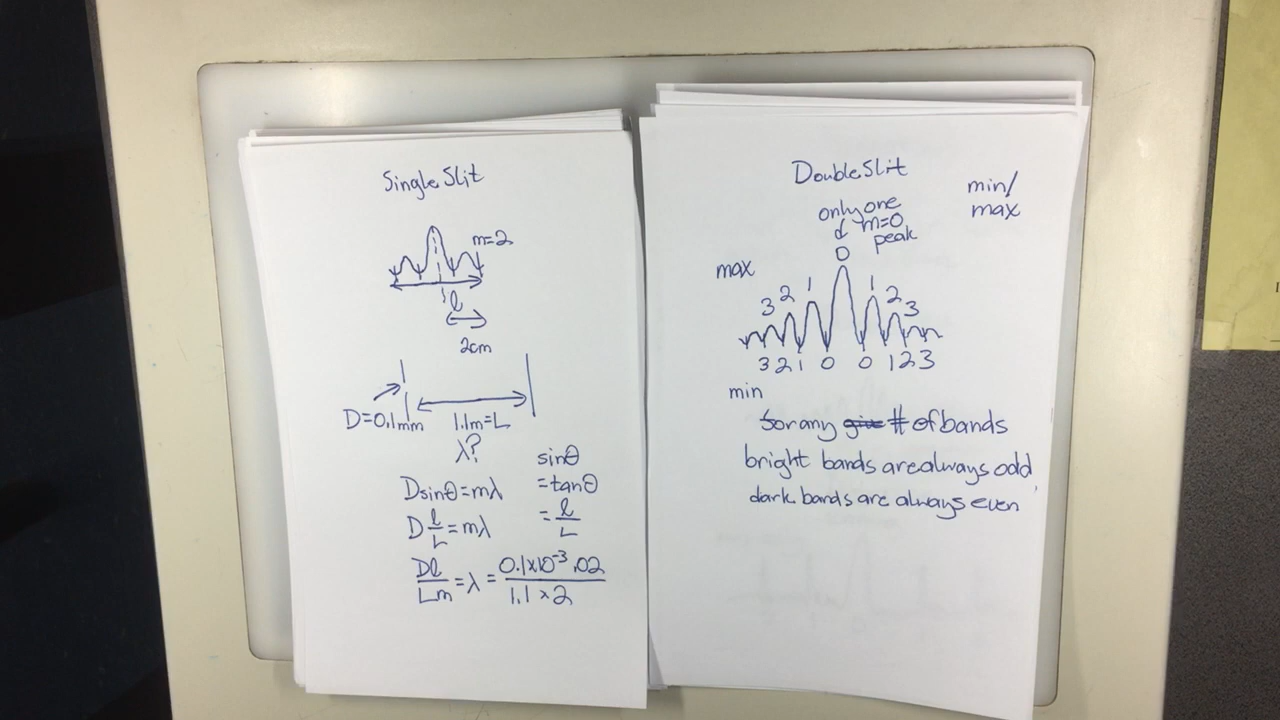 Single Slit
m=2
l
2cm
D=0.1mm
1.1m=L
λ?
Dsinθ=mλ
D l/L=mλ
Dl/Lm=λ=0.1x10⁻³ .02/1.1 x 2
sinθ
=tanθ
=l/L
Double Slit
min/
max
only one
m=0
peak
0
max
3 2 1 1 2 3
3 2 1 0 0 1 2 3
min
for any # of bands
bright bands are always odd
dark bands are always even